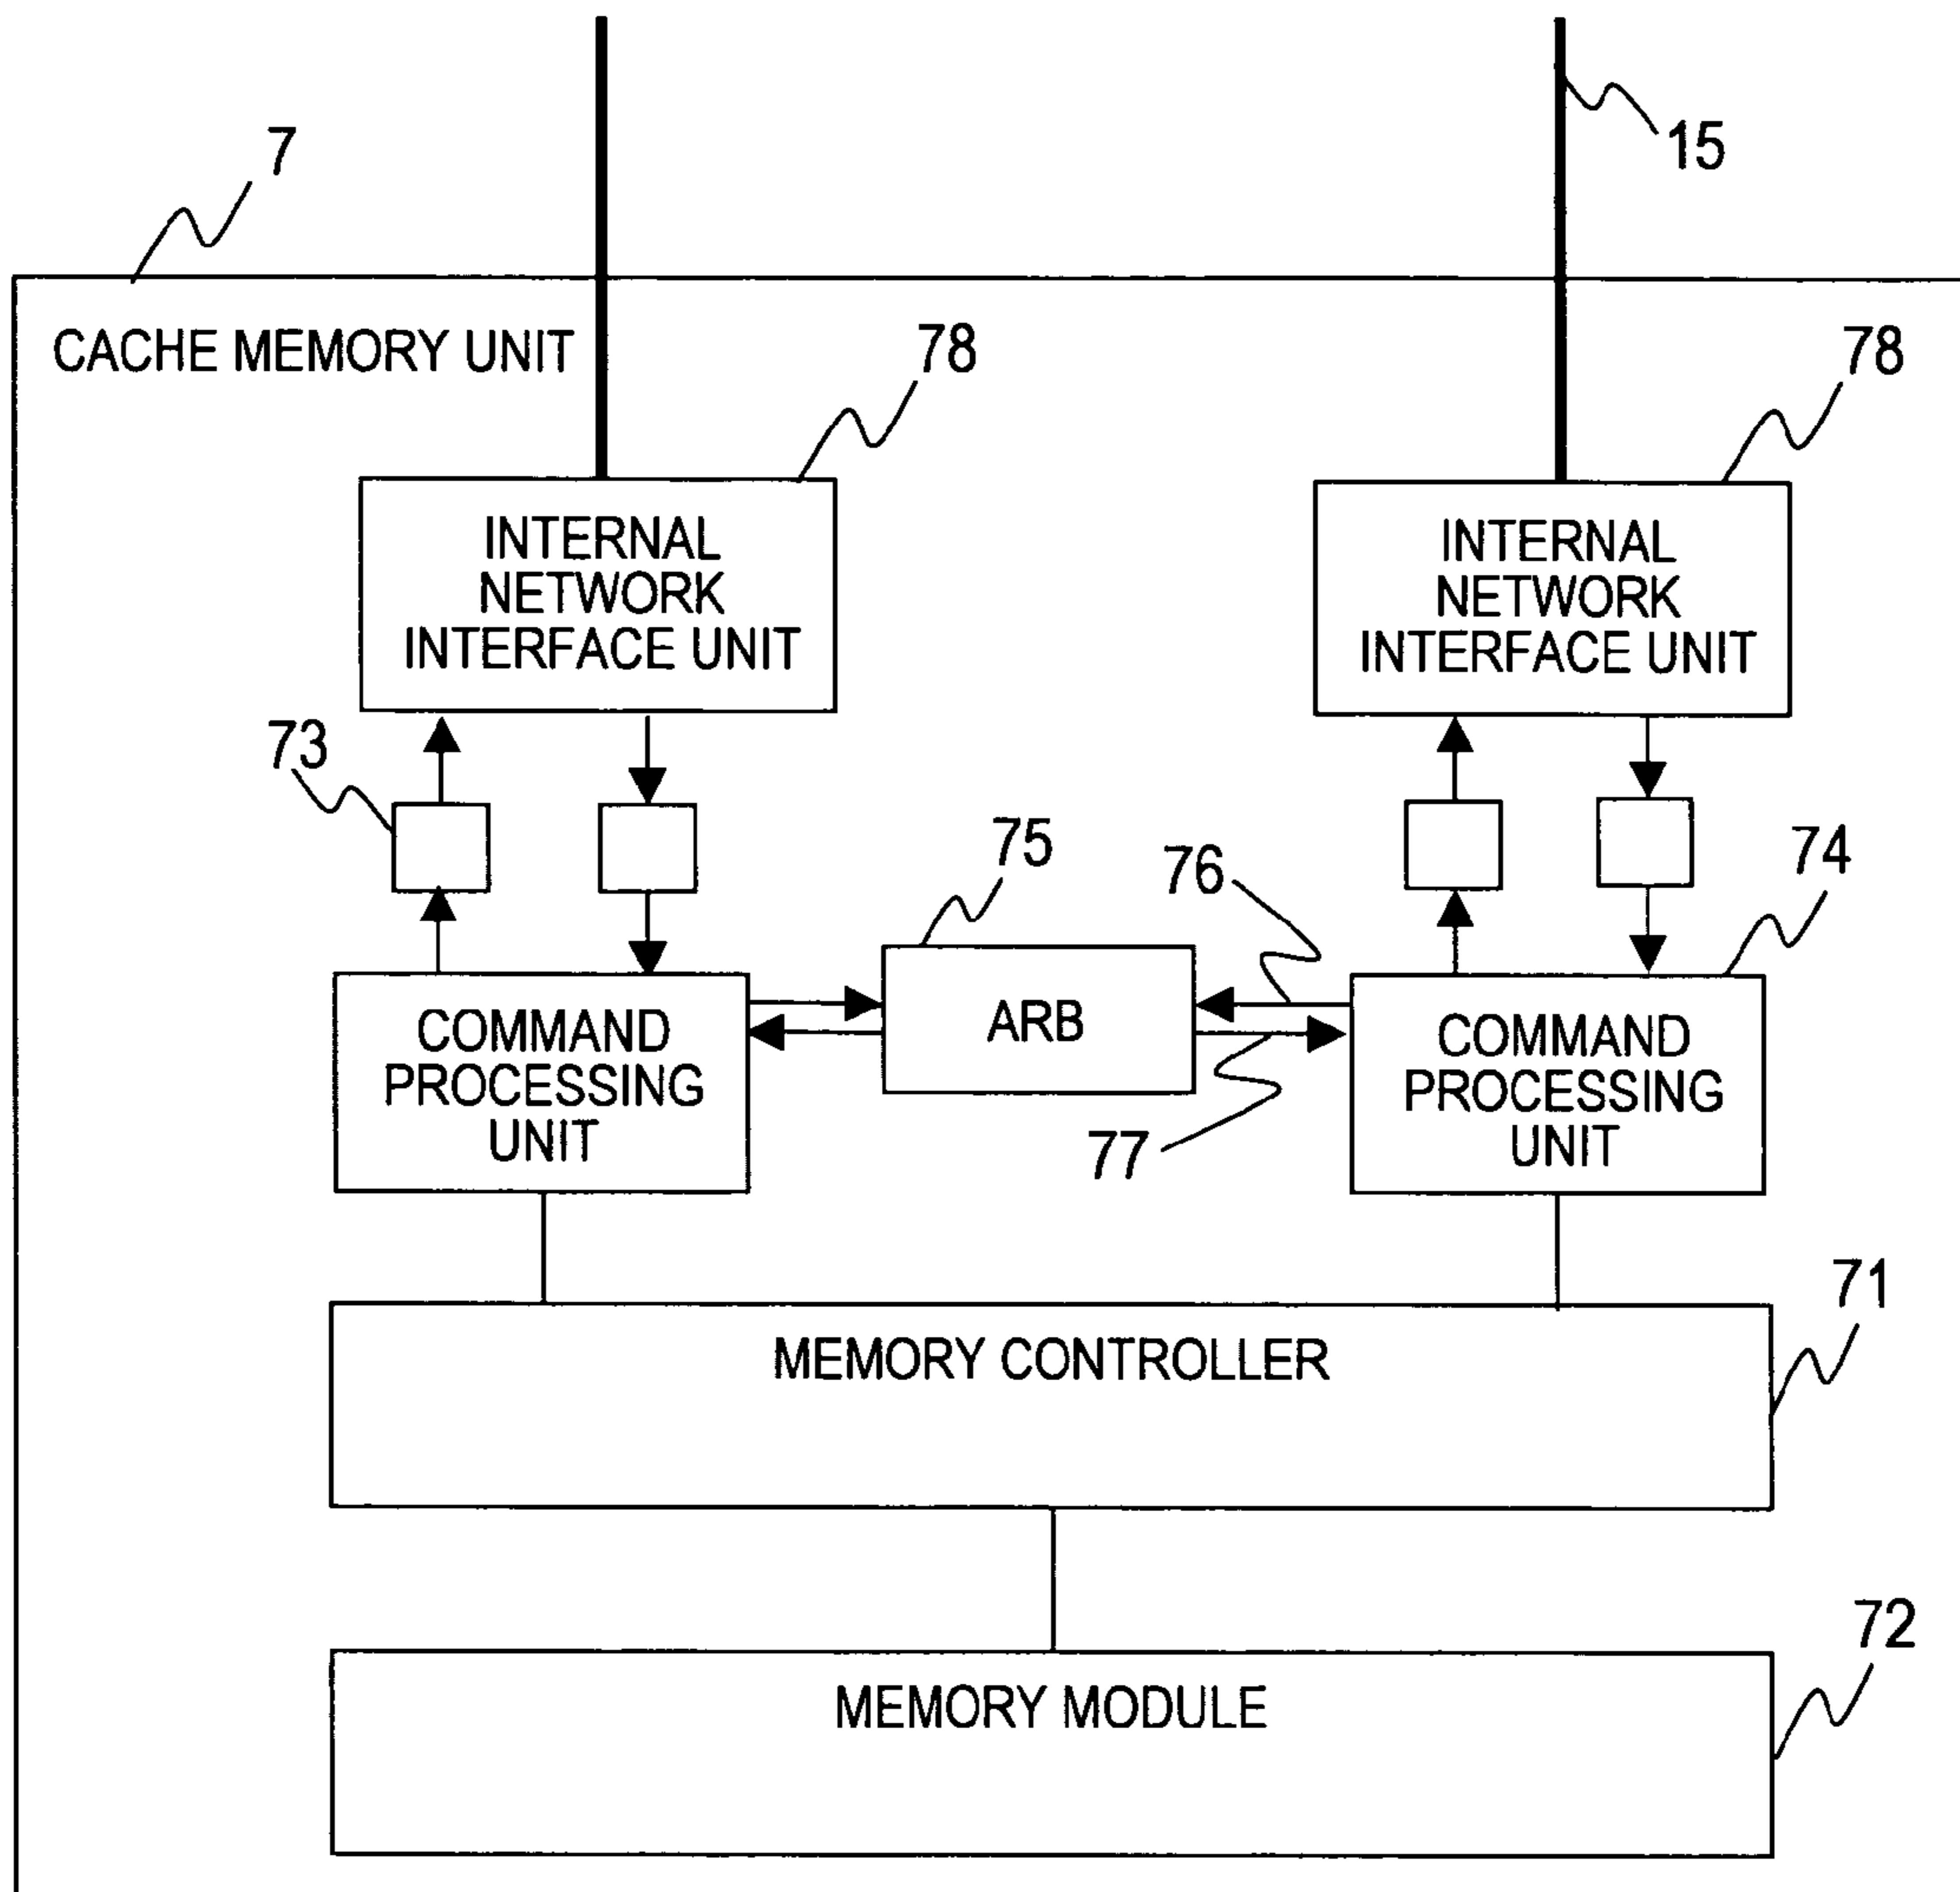 15
7
CACHE MEMORY UNIT
78
78
INTERNAL
NETWORK
INTERFACE UNIT
INTERNAL
NETWORK
INTERFACE UNIT
73
75
76
74
ARB
COMMAND
PROCESSING
UNIT
COMMAND
PROCESSING
UNIT
77
71
MEMORY CONTROLLER
72
MEMORY MODULE